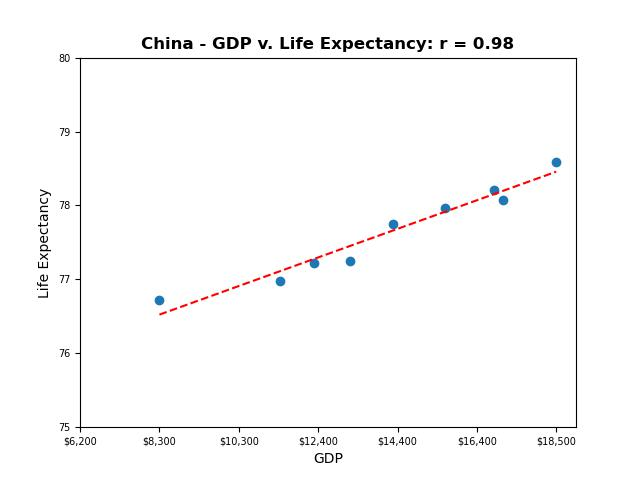 China - GDP v. Life Expectancy: r = 0.98
80
79
78
77
76
75
Life Expectancy
$6,200 $8,300 $10,300 $12,400 $14,400 $16,400 $18,500
GDP